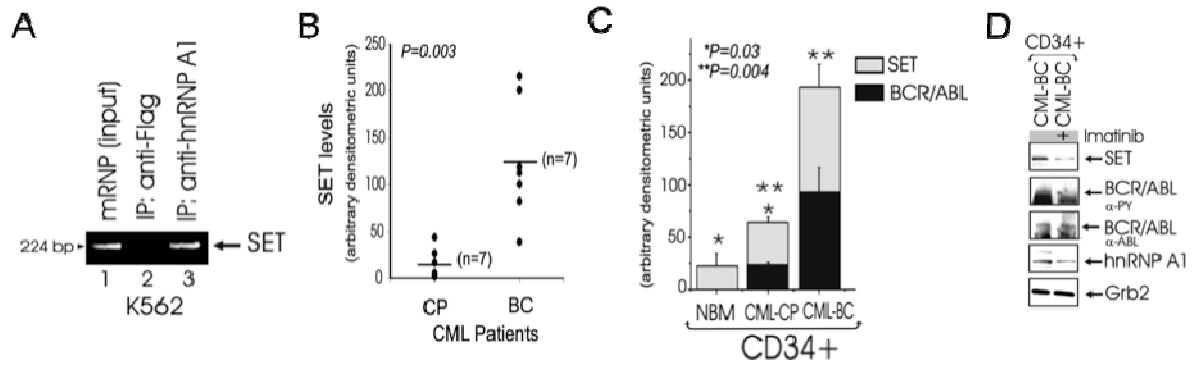 A
mRNP (input)
IP: anti-Flag
IP: anti-hnRNP A1
224 bp
SET
1 2 3
K562
B
SET levels
(arbitrary densitometric units)
250
200
150
100
50
0
P=0.003
(n=7)
(n=7)
CP BC
CML Patients
C
(arbitrary densitometric units)
200
150
100
50
0
*P=0.03
**P=0.004
SET
BCR/ABL
**
**
*
*
NBM CML-CP CML-BC
CD34+
D
CD34+
CML-BC
CML-BC
+ Imatinib
SET
BCR/ABL
α-PY
BCR/ABL
α-ABL
hnRNP A1
Grb2